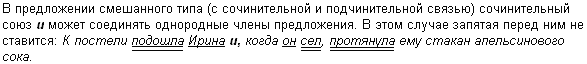 В предложении смешанного типа (с сочинительной и подчинительной связью) сочинительный
союз и может соединять однородные члены предложения. В этом случае запятая перед ним не
ставится: К постели подошла Ирина и, когда он сел, протянула ему стакан апельсинового
сока.